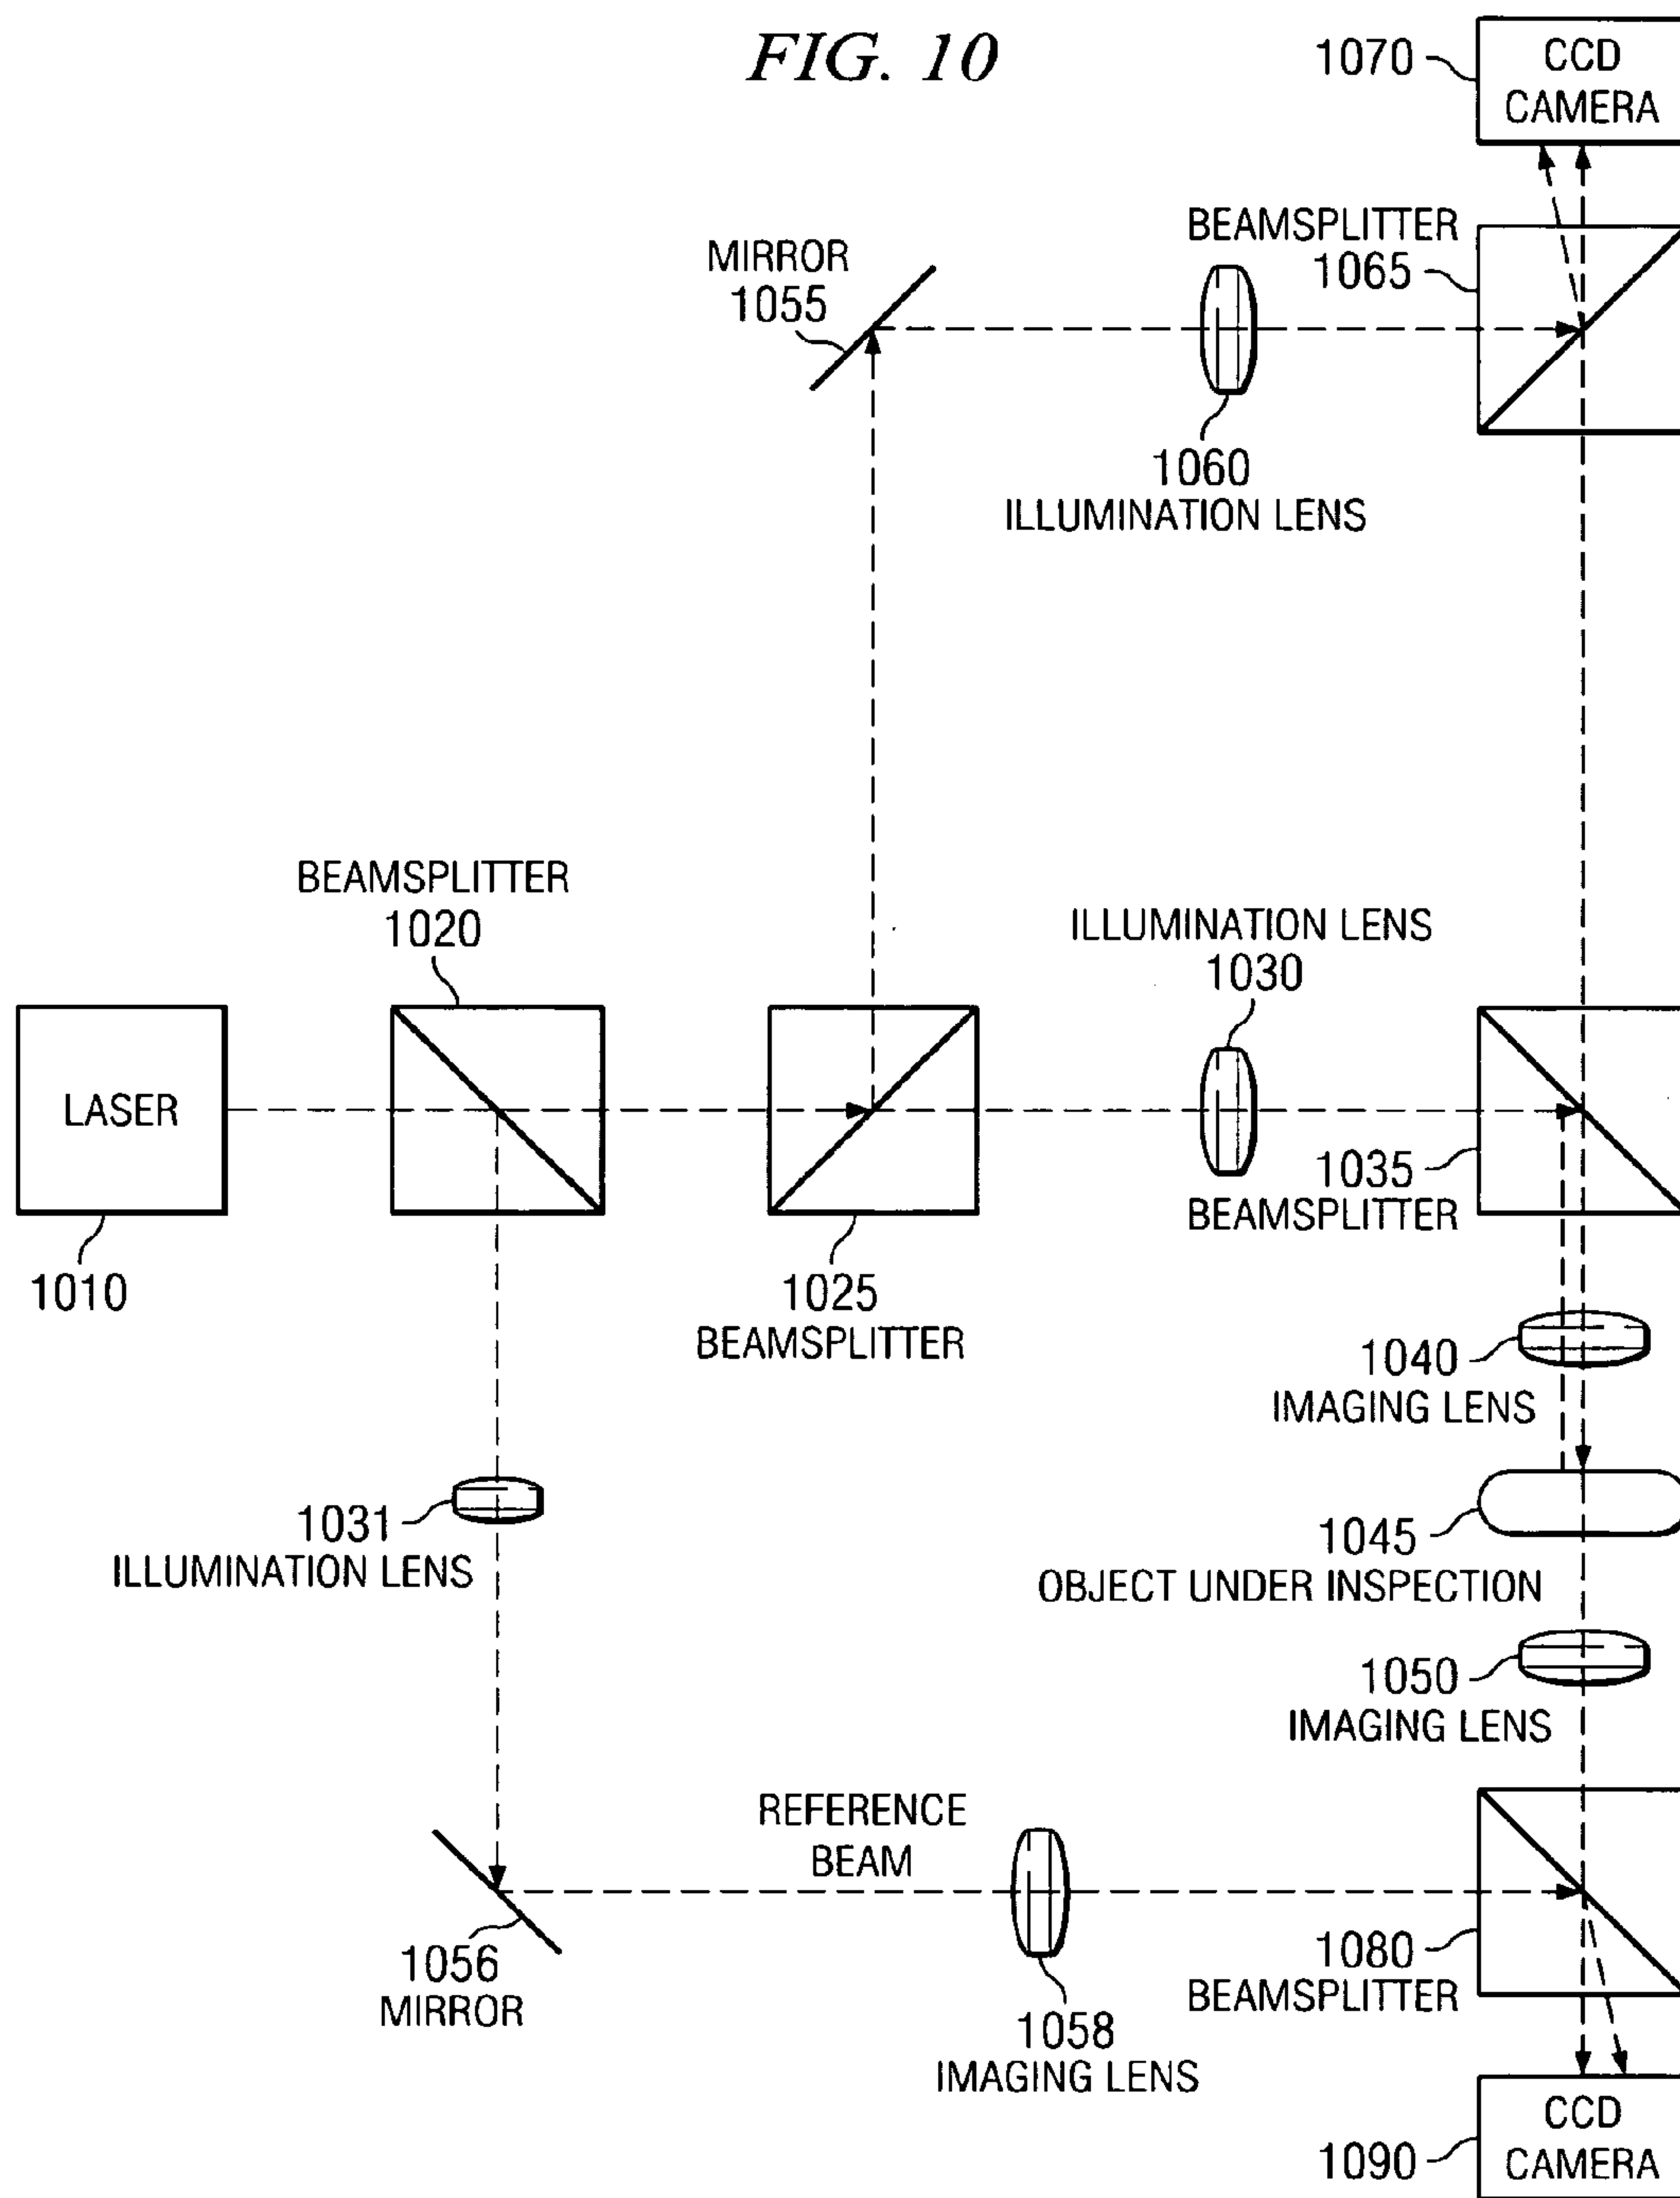 FIG. 10
1070
CCD
CAMERA
BEAMSPLITTER
1065
MIRROR
1055
1060
ILLUMINATION LENS
BEAMSPLITTER
1020
ILLUMINATION LENS
1030
LASER
1010
1025
BEAMSPLITTER
1035
BEAMSPLITTER
1040
IMAGING LENS
1031
ILLUMINATION LENS
1045
OBJECT UNDER INSPECTION
1050
IMAGING LENS
REFERENCE
BEAM
1056
MIRROR
1058
IMAGING LENS
1080
BEAMSPLITTER
1090
CCD
CAMERA